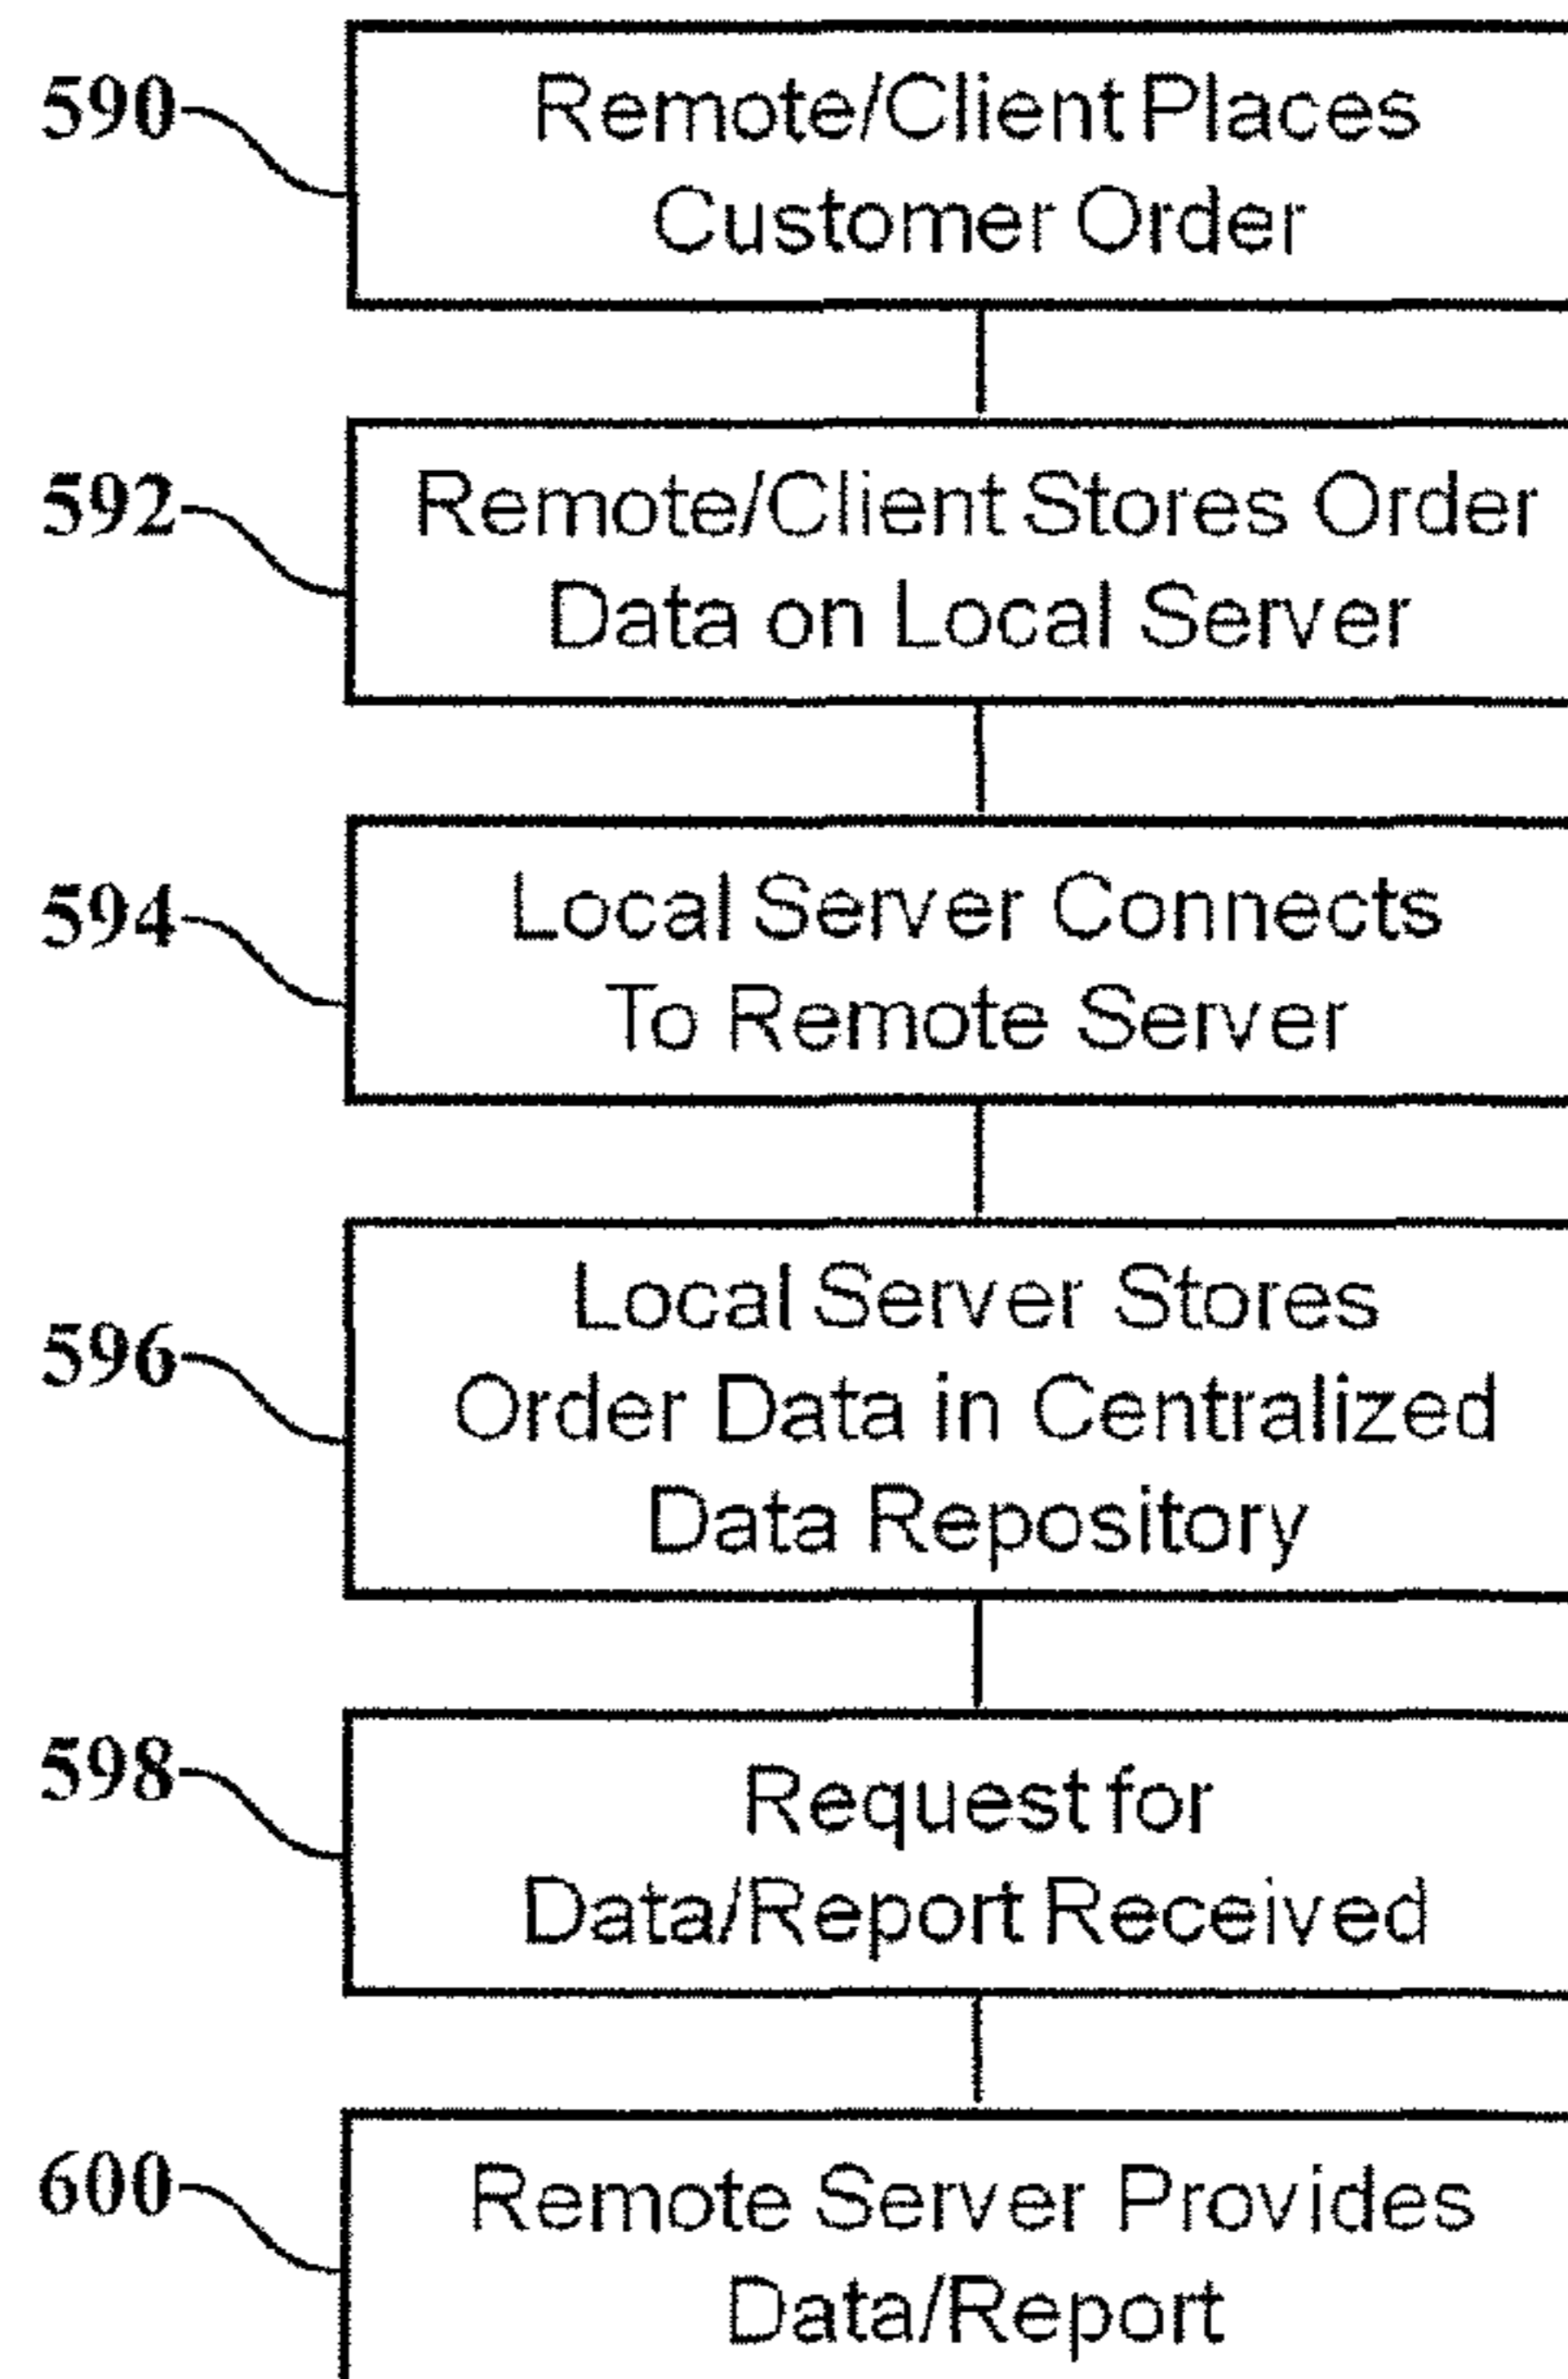 590
Remote/Client Places
Customer Order
592
Remote/Client Stores Order
Data on Local Server
594
Local Server Connects
To Remote Server
596
Local Server Stores
Order Data in Centralized
Data Repository
598
Request for
Data/Report Received
600
Remote Server Provides
Data/Report